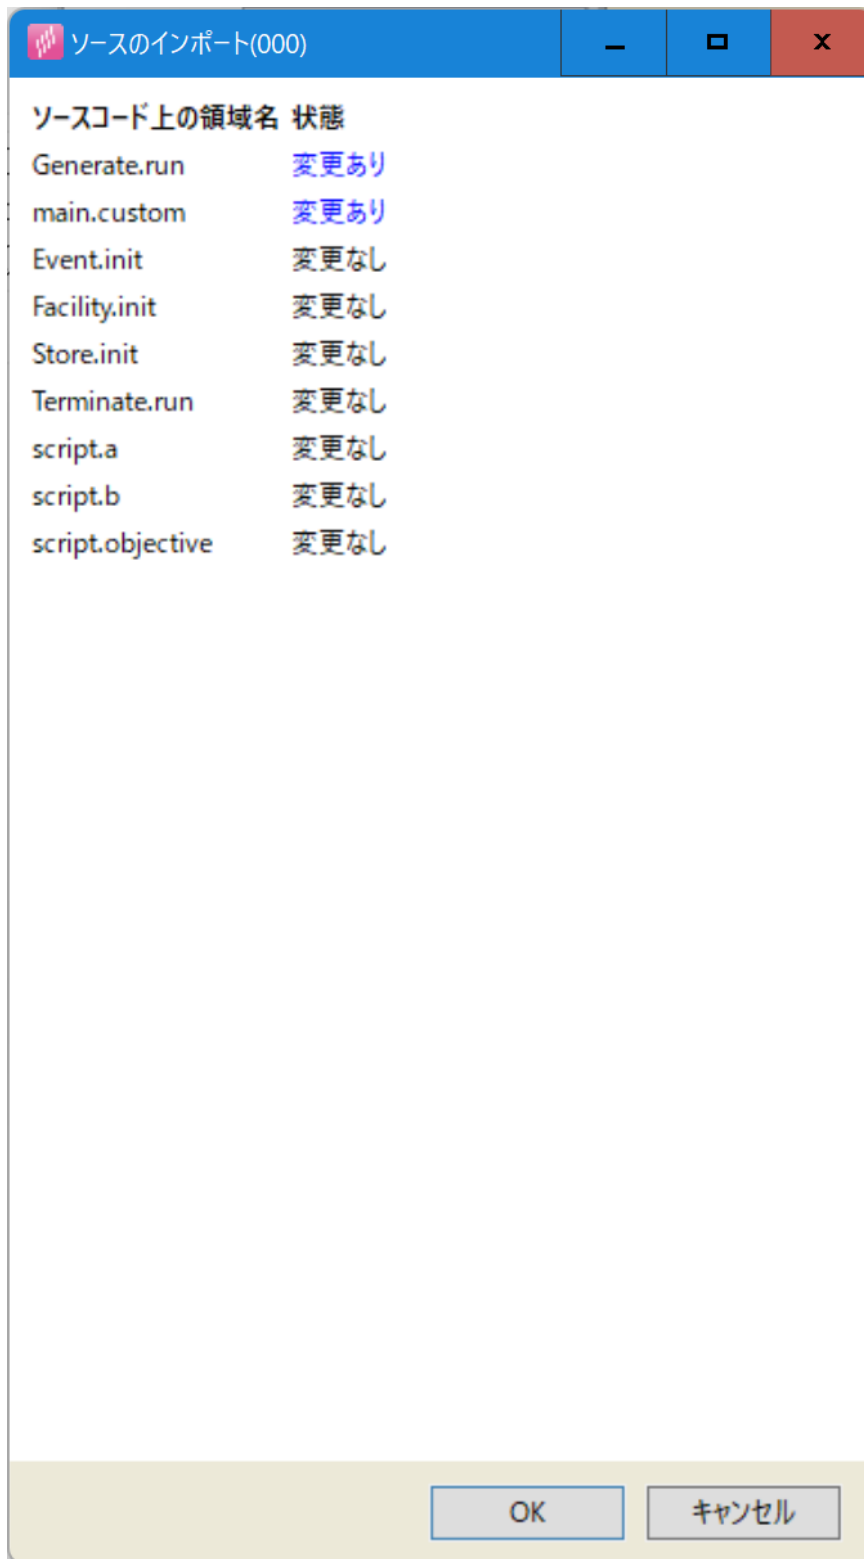 ソースのインポート(000)
ソースコード上の領域名 状態
Generate.run 変更あり
main.custom 変更あり
Event.init 変更なし
Facility.init 変更なし
Store.init 変更なし
Terminate.run 変更なし
script.a 変更なし
script.b 変更なし
script.objective 変更なし
OK キャンセル